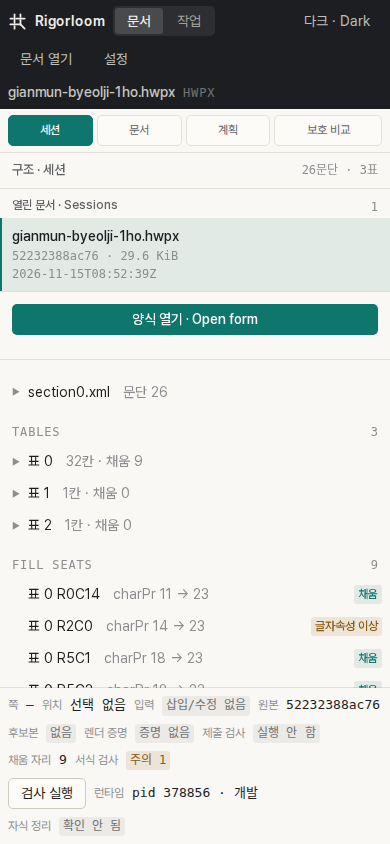 Rigorloom 문서 작업 다크 · Dark
문서 열기 설정
gianmun-byeolji-1ho.hwpx HWPX
세션 문서 계획 보호 비교
구조 · 세션 26문단 · 3표
열린 문서 · Sessions 1
gianmun-byeolji-1ho.hwpx
52232388ac76 · 29.6 KiB
2026-11-15T08:52:39Z
양식 열기 · Open form
section0.xml 문단 26
TABLES 3
표 0 32칸 · 채움 9
표 1 1칸 · 채움 0
표 2 1칸 · 채움 0
FILL SEATS 9
표 0 R0C14 charPr 11 → 23 채움
표 0 R2C0 charPr 14 → 23 글자속성 이상
표 0 R5C1 charPr 18 → 23 채움
쪽 — 위치 선택 없음 입력 삽입/수정 없음 원본 52232388ac76
후보본 없음 렌더 증명 증명 없음 제출 검사 실행 안 함
채움 자리 9 서식 검사 주의 1
검사 실행 런타임 pid 378856 · 개발
자식 정리 확인 안 됨